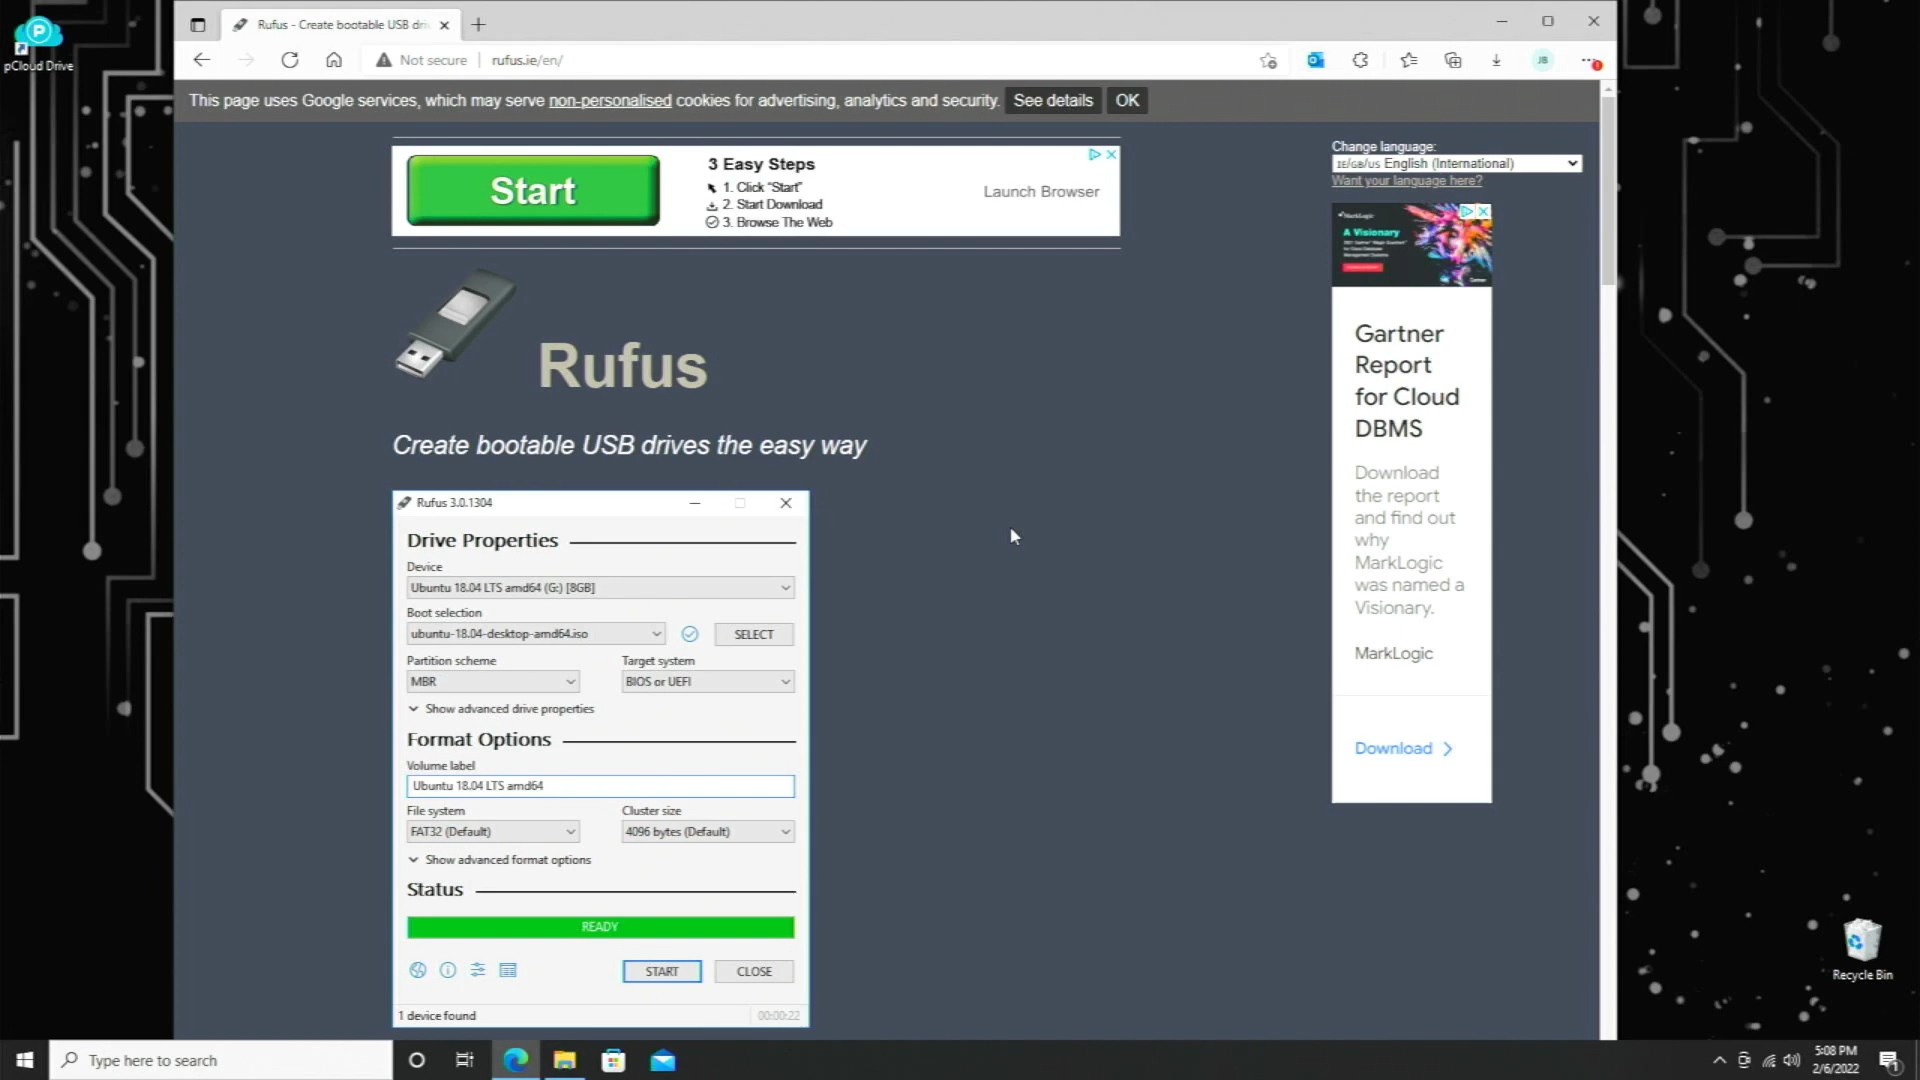 pCloud Drive
Rufus - Create bootable USB dri
Not secure
rufus.ie/en/
JB
This page uses Google services, which may serve non-personalised cookies for advertising, analytics and security.
See details
OK
Start
3 Easy Steps
1. Click "Start"
2. Start Download
3. Browse The Web
Launch Browser
Change language:
IE/GB/US English (International)
Want your language here?
MarkLogic
A Visionary
Gartner
Report
for Cloud
DBMS
Download
the report
and find out
why
MarkLogic
was named a
Visionary.
MarkLogic
Download
Rufus
Create bootable USB drives the easy way
Rufus 3.0.1304
Drive Properties
Device
Ubuntu 18.04 LTS amd64 (G:) [8GB]
Boot selection
ubuntu-18.04-desktop-amd64.iso
SELECT
Partition scheme
Target system
MBR
BIOS or UEFI
Show advanced drive properties
Format Options
Volume label
Ubuntu 18.04 LTS amd64
File system
Cluster size
FAT32 (Default)
4096 bytes (Default)
Show advanced format options
Status
READY
START
CLOSE
1 device found
00:00:22
Recycle Bin
Type here to search
5:08 PM
2/6/2022
1